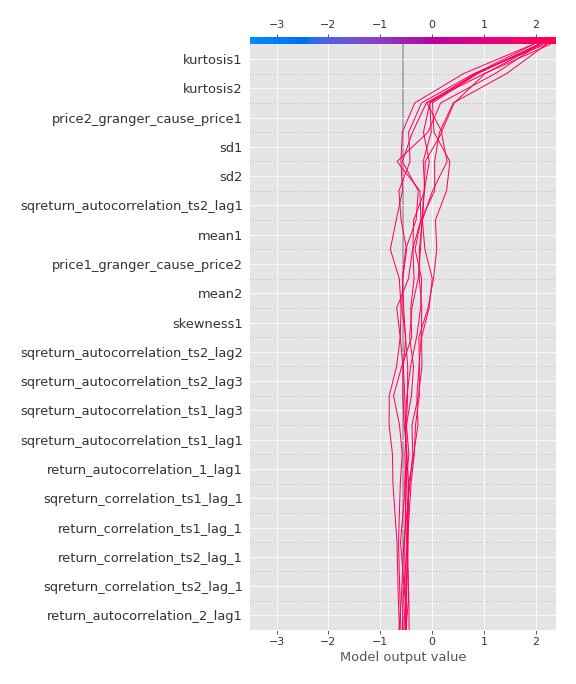 −3 −2 −1 0 1 2
kurtosis1
kurtosis2
price2_granger_cause_price1
sd1
sd2
sqreturn_autocorrelation_ts2_lag1
mean1
price1_granger_cause_price2
mean2
skewness1
sqreturn_autocorrelation_ts2_lag2
sqreturn_autocorrelation_ts2_lag3
sqreturn_autocorrelation_ts1_lag3
sqreturn_autocorrelation_ts1_lag1
return_autocorrelation_1_lag1
sqreturn_correlation_ts1_lag_1
return_correlation_ts1_lag_1
return_correlation_ts2_lag_1
sqreturn_correlation_ts2_lag_1
return_autocorrelation_2_lag1
−3 −2 −1 0 1 2
Model output value